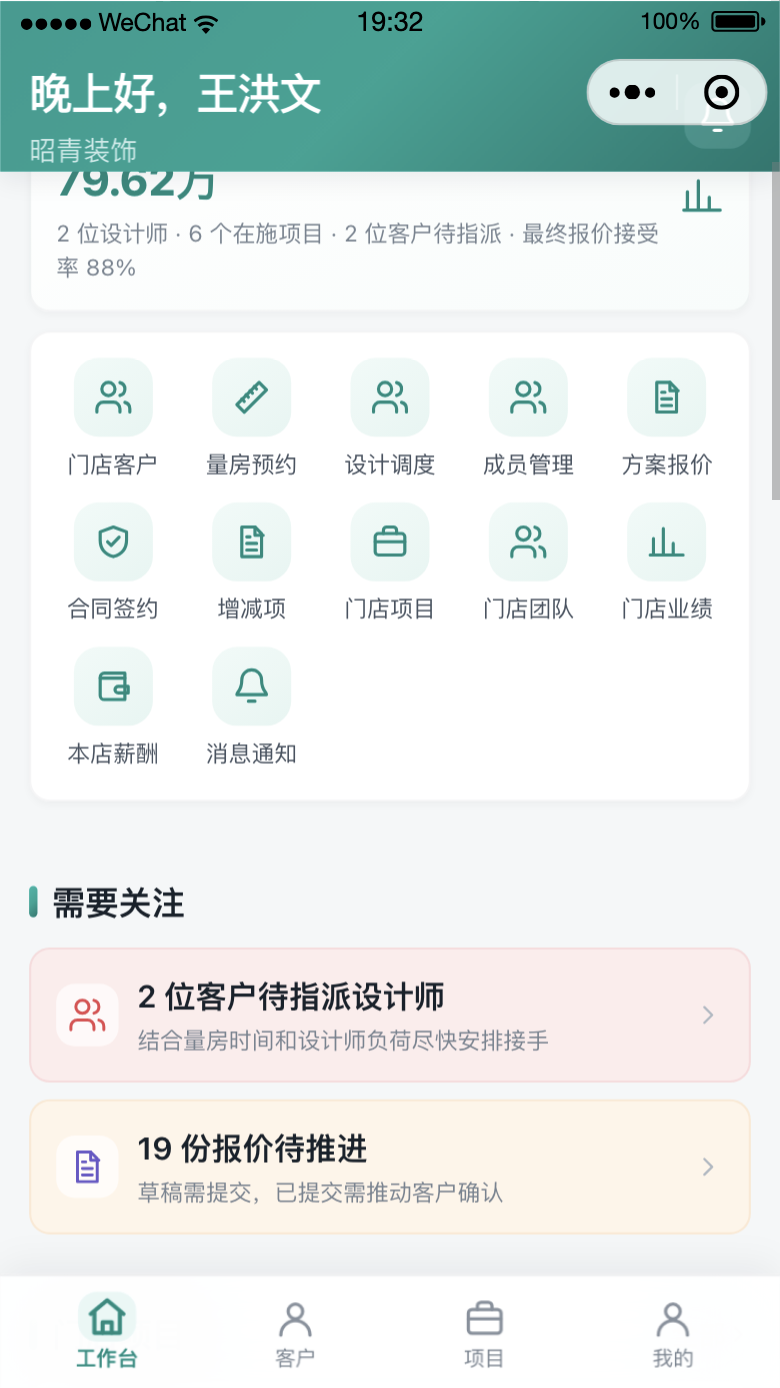 WeChat 19:32 100%
晚上好，王洪文
昭青装饰
79.62万
2 位设计师 · 6 个在施项目 · 2 位客户待指派 · 最终报价接受
率 88%
门店客户 量房预约 设计调度 成员管理 方案报价
合同签约 增减项 门店项目 门店团队 门店业绩
本店薪酬 消息通知
需要关注
2 位客户待指派设计师
结合量房时间和设计师负荷尽快安排接手
19 份报价待推进
草稿需提交，已提交需推动客户确认
工作台 客户 项目 我的